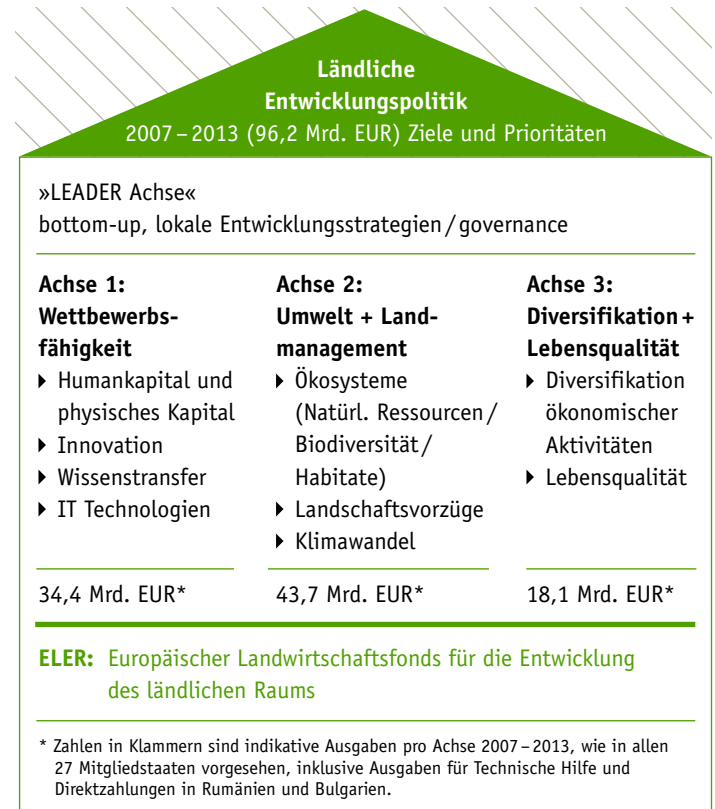 Ländliche
Entwicklungspolitik
2007 – 2013 (96,2 Mrd. EUR) Ziele und Prioritäten
»LEADER Achse«
bottom-up, lokale Entwicklungsstrategien / governance
Achse 1:
Wettbewerbs-
fähigkeit
Humankapital und
physisches Kapital
Innovation
Wissenstransfer
IT Technologien
34,4 Mrd. EUR*
Achse 2:
Umwelt + Land-
management
Ökosysteme
(Natürl. Ressourcen /
Biodiversität /
Habitate)
Landschaftsvorzüge
Klimawandel
43,7 Mrd. EUR*
Achse 3:
Diversifikation +
Lebensqualität
Diversifikation
ökonomischer
Aktivitäten
Lebensqualität
18,1 Mrd. EUR*
ELER: Europäischer Landwirtschaftsfonds für die Entwicklung
des ländlichen Raums
* Zahlen in Klammern sind indikative Ausgaben pro Achse 2007 – 2013, wie in allen
27 Mitgliedstaaten vorgesehen, inklusive Ausgaben für Technische Hilfe und
Direktzahlungen in Rumänien und Bulgarien.